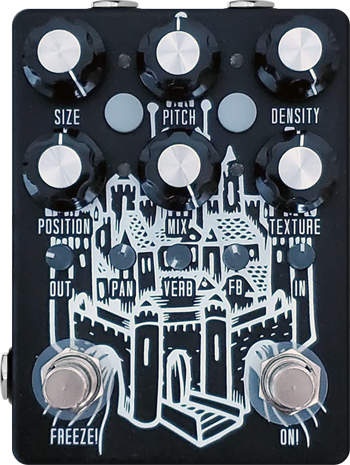 SIZE PITCH DENSITY
POSITION MIX TEXTURE
OUT PAN VERB FB IN
FREEZE! ON!